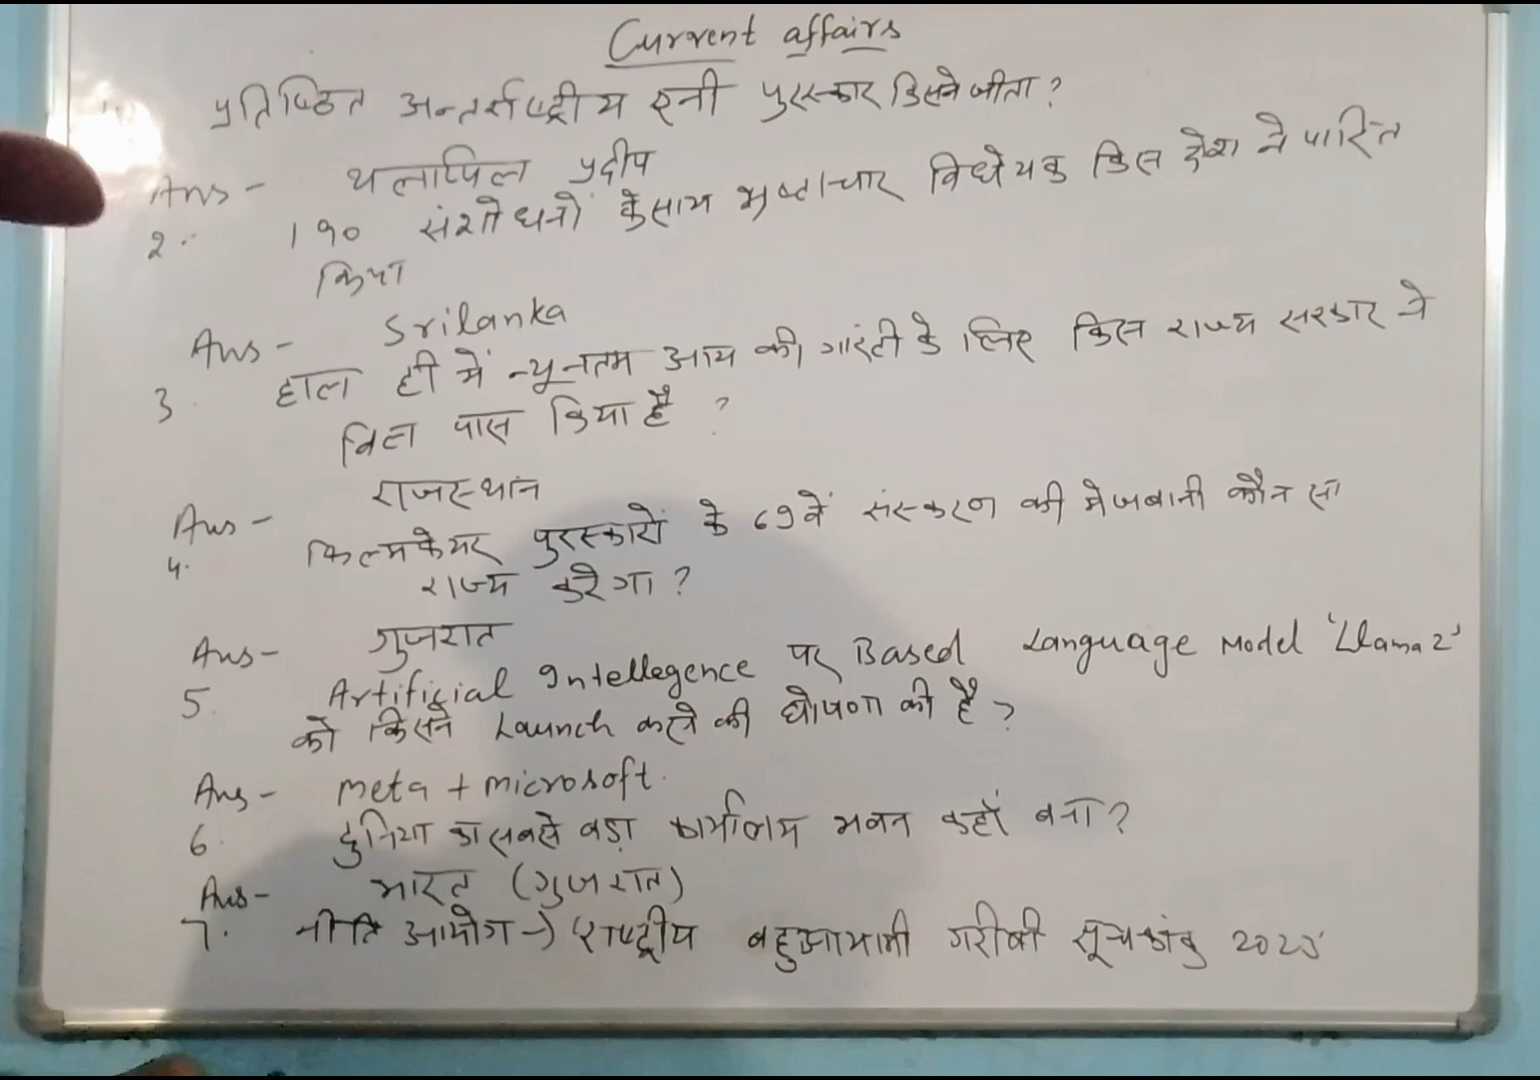 Current affairs
1. प्रतिष्ठित अन्तर्राष्ट्रीय एनी पुरस्कार किसने जीता?
Ans - थलाप्पिल प्रदीप
2. 190 संशोधनों के साथ भ्रष्टाचार विधेयक किस देश ने पारित
किया
Ans - Srilanka
3. हाल ही में न्यूनतम आय की गारंटी के लिए किस राज्य सरकार ने
बिल पास किया है ?
Ans - राजस्थान
4. फिल्मफेयर पुरस्कारों के 69वें संस्करण की मेजबानी कौन सा
राज्य करेगा ?
Ans - गुजरात
5. Artificial Intellegence पर Based Language Model 'Llama 2'
को किसने Launch करने की घोषणा की है ?
Ans - meta + microsoft.
6. दुनिया का सबसे बड़ा कार्यालय भवन कहाँ बना ?
Ans - भारत (गुजरात)
7. नीति आयोग → राष्ट्रीय बहुआयामी गरीबी सूचकांक